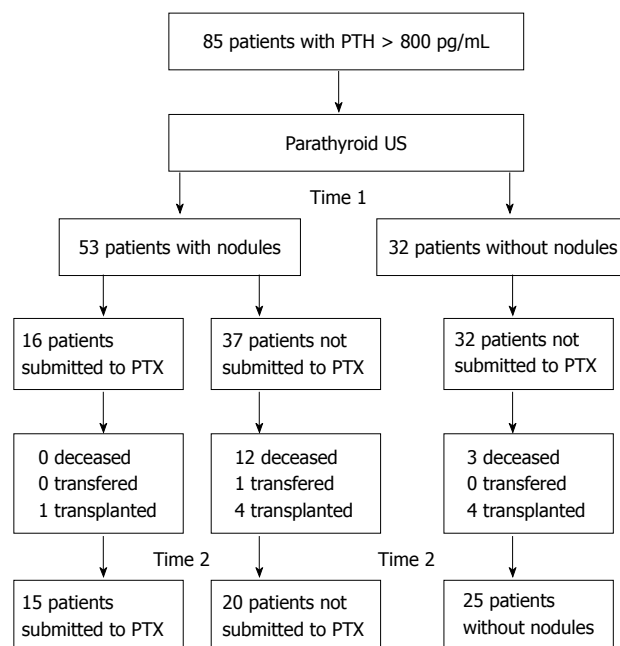 85 patients with PTH > 800 pg/mL
Parathyroid US
Time 1
53 patients with nodules
32 patients without nodules
16 patients
submitted to PTX
37 patients not
submitted to PTX
32 patients not
submitted to PTX
0 deceased
0 transfered
1 transplanted
12 deceased
1 transfered
4 transplanted
3 deceased
0 transfered
4 transplanted
Time 2
Time 2
15 patients
submitted to PTX
20 patients not
submitted to PTX
25 patients
without nodules